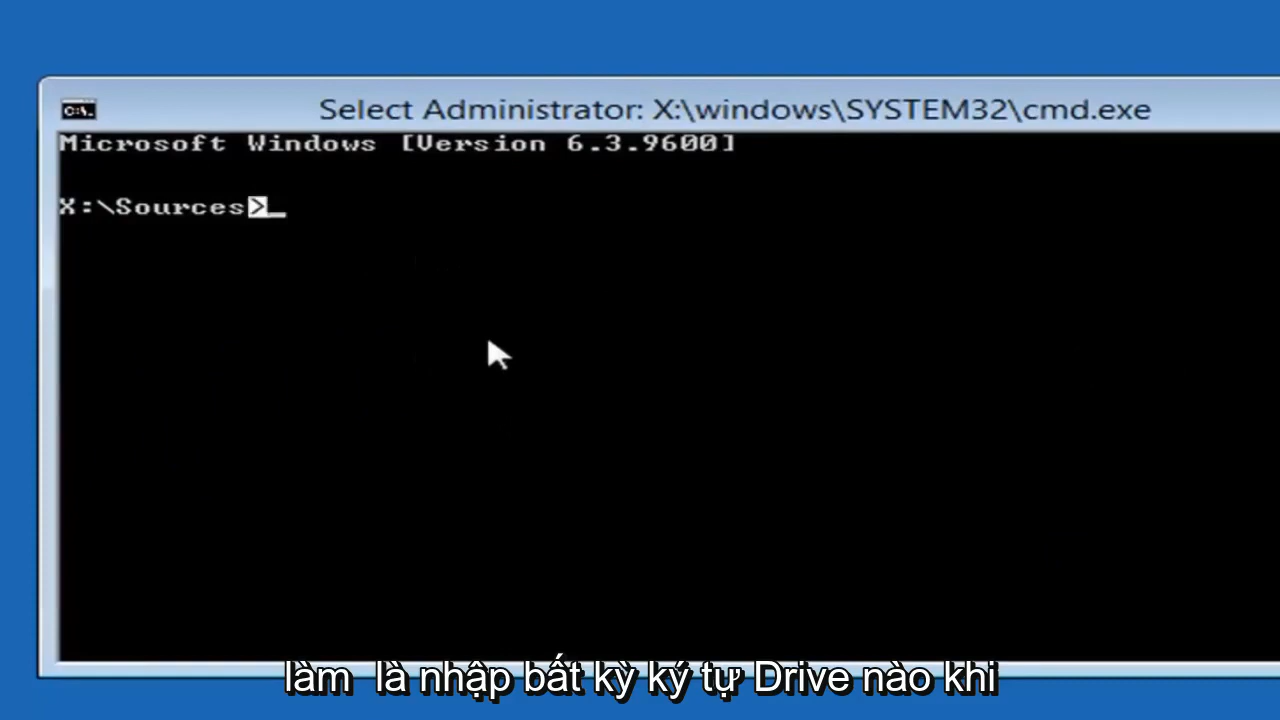 C:\.
Select Administrator: X:\windows\SYSTEM32\cmd.exe
Microsoft Windows [Version 6.3.9600]
X:\Sources>_
làm  là nhập bất kỳ ký tự Drive nào khi